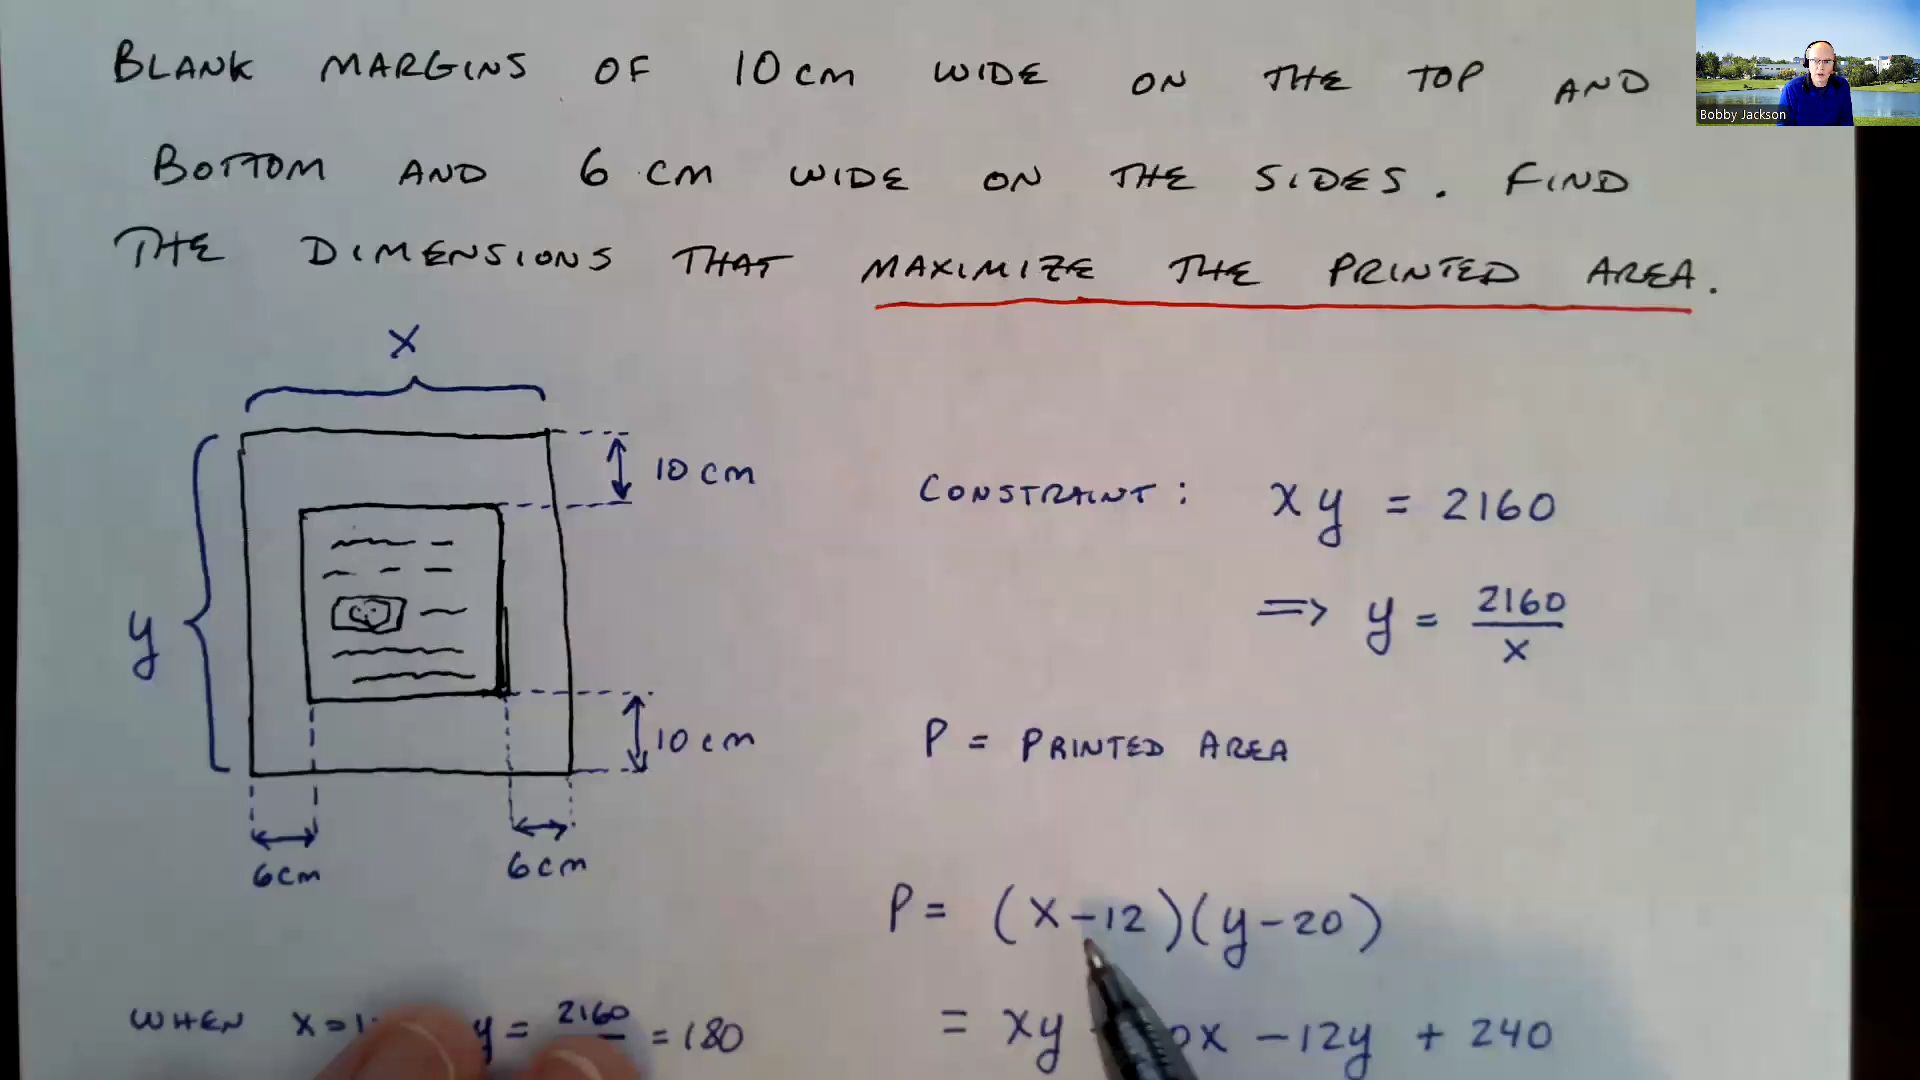 BLANK MARGINS OF 10 cm WIDE ON THE TOP AND
BOTTOM AND 6 CM WIDE ON THE SIDES. FIND
THE DIMENSIONS THAT MAXIMIZE THE PRINTED AREA.
Bobby Jackson
x
10 cm
CONSTRAINT: xy = 2160
⇒ y = 2160/x
y
10 cm
P = PRINTED AREA
6cm 6cm
P = (x-12)(y-20)
WHEN y = 2160 = 180
= xy x - 12y + 240